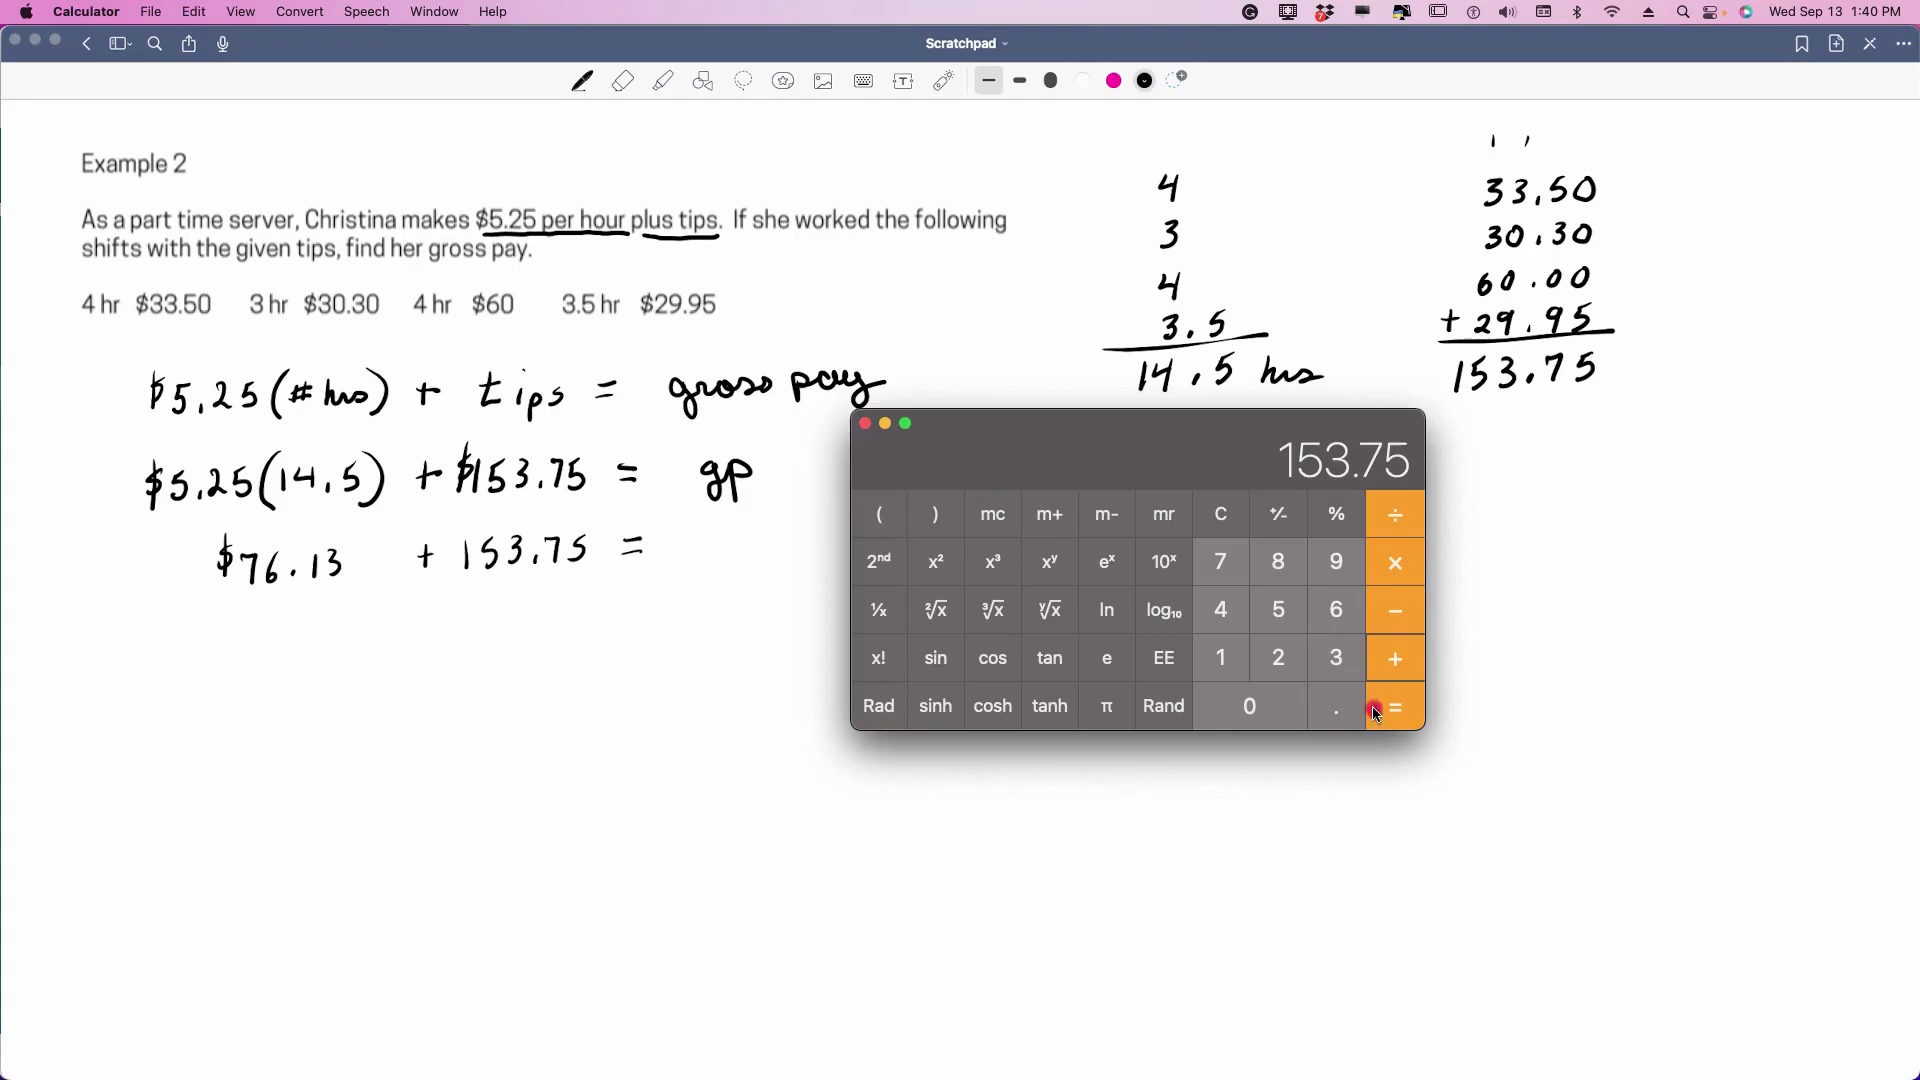 Calculator File Edit View Convert Speech Window Help Wed Sep 13 1:40 PM
Scratchpad
Example 2
As a part time server, Christina makes $5.25 per hour plus tips. If she worked the following
shifts with the given tips, find her gross pay.
4 hr $33.50 3 hr $30.30 4 hr $60 3.5 hr $29.95
$5.25(# hrs) + tips = gross pay
$5.25(14.5) + $153.75 = gp
$76.13 + 153.75 =
4
3
4
3.5
14.5 hrs
1 1
33.50
30.30
60.00
+ 29.95
153.75
153.75
( ) mc m+ m- mr C +/- % ÷
2nd x² x³ xʸ eˣ 10ˣ 7 8 9 ×
1/x ²√x ³√x ʸ√x ln log₁₀ 4 5 6 −
x! sin cos tan e EE 1 2 3 +
Rad sinh cosh tanh π Rand 0 . =